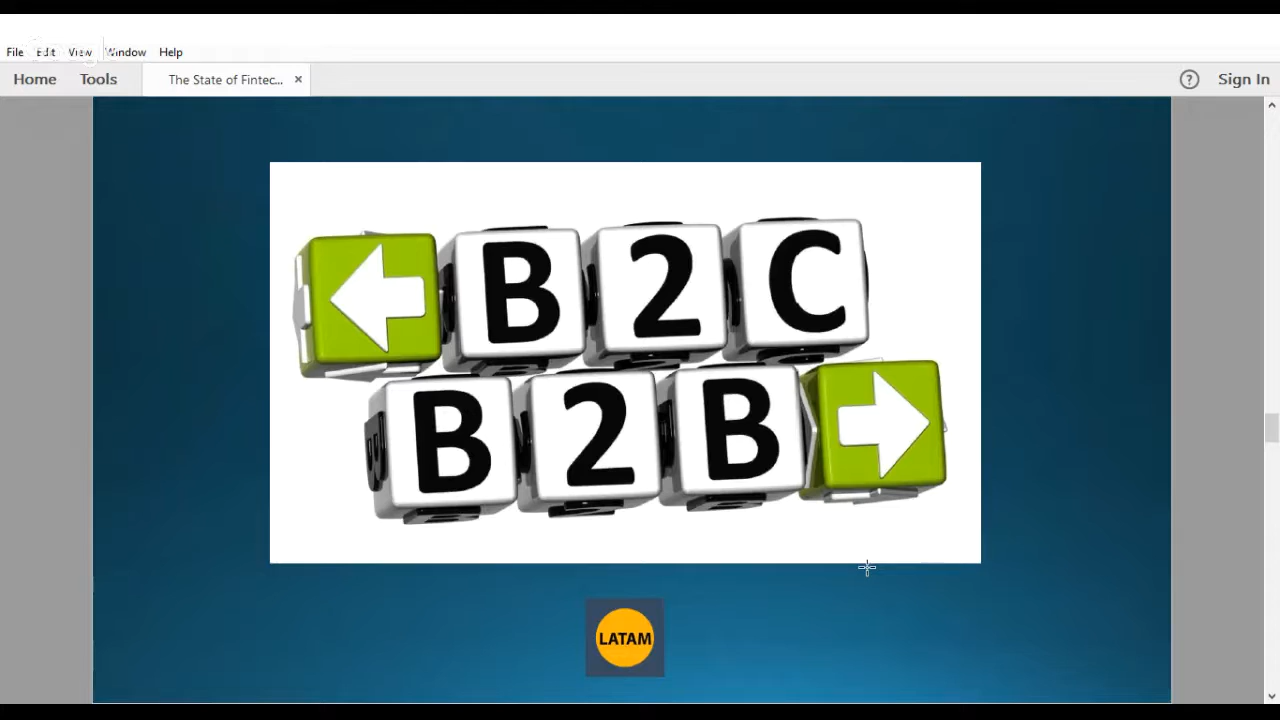 File Edit View Window Help
Home Tools The State of Fintec... × ? Sign In
B2C
B2B
LATAM